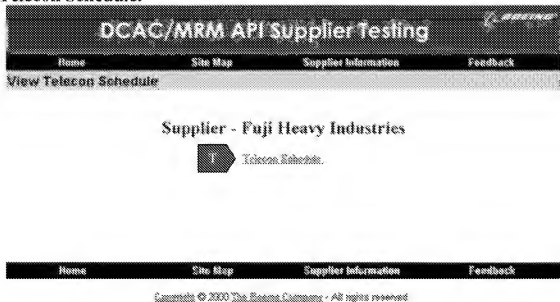 Telecon Schedule.
DCAC/MRM API Supplier Testing
BOEING
Home Site Map Supplier Information Feedback
View Telecon Schedule
Supplier - Fuji Heavy Industries
T Telecon Schedule.
Home Site Map Supplier Information Feedback
Copyright © 2000 The Boeing Company - All rights reserved